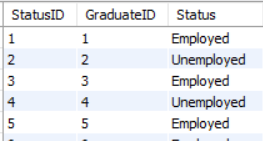 StatusID GraduateID Status
1 1 Employed
2 2 Unemployed
3 3 Employed
4 4 Unemployed
5 5 Employed